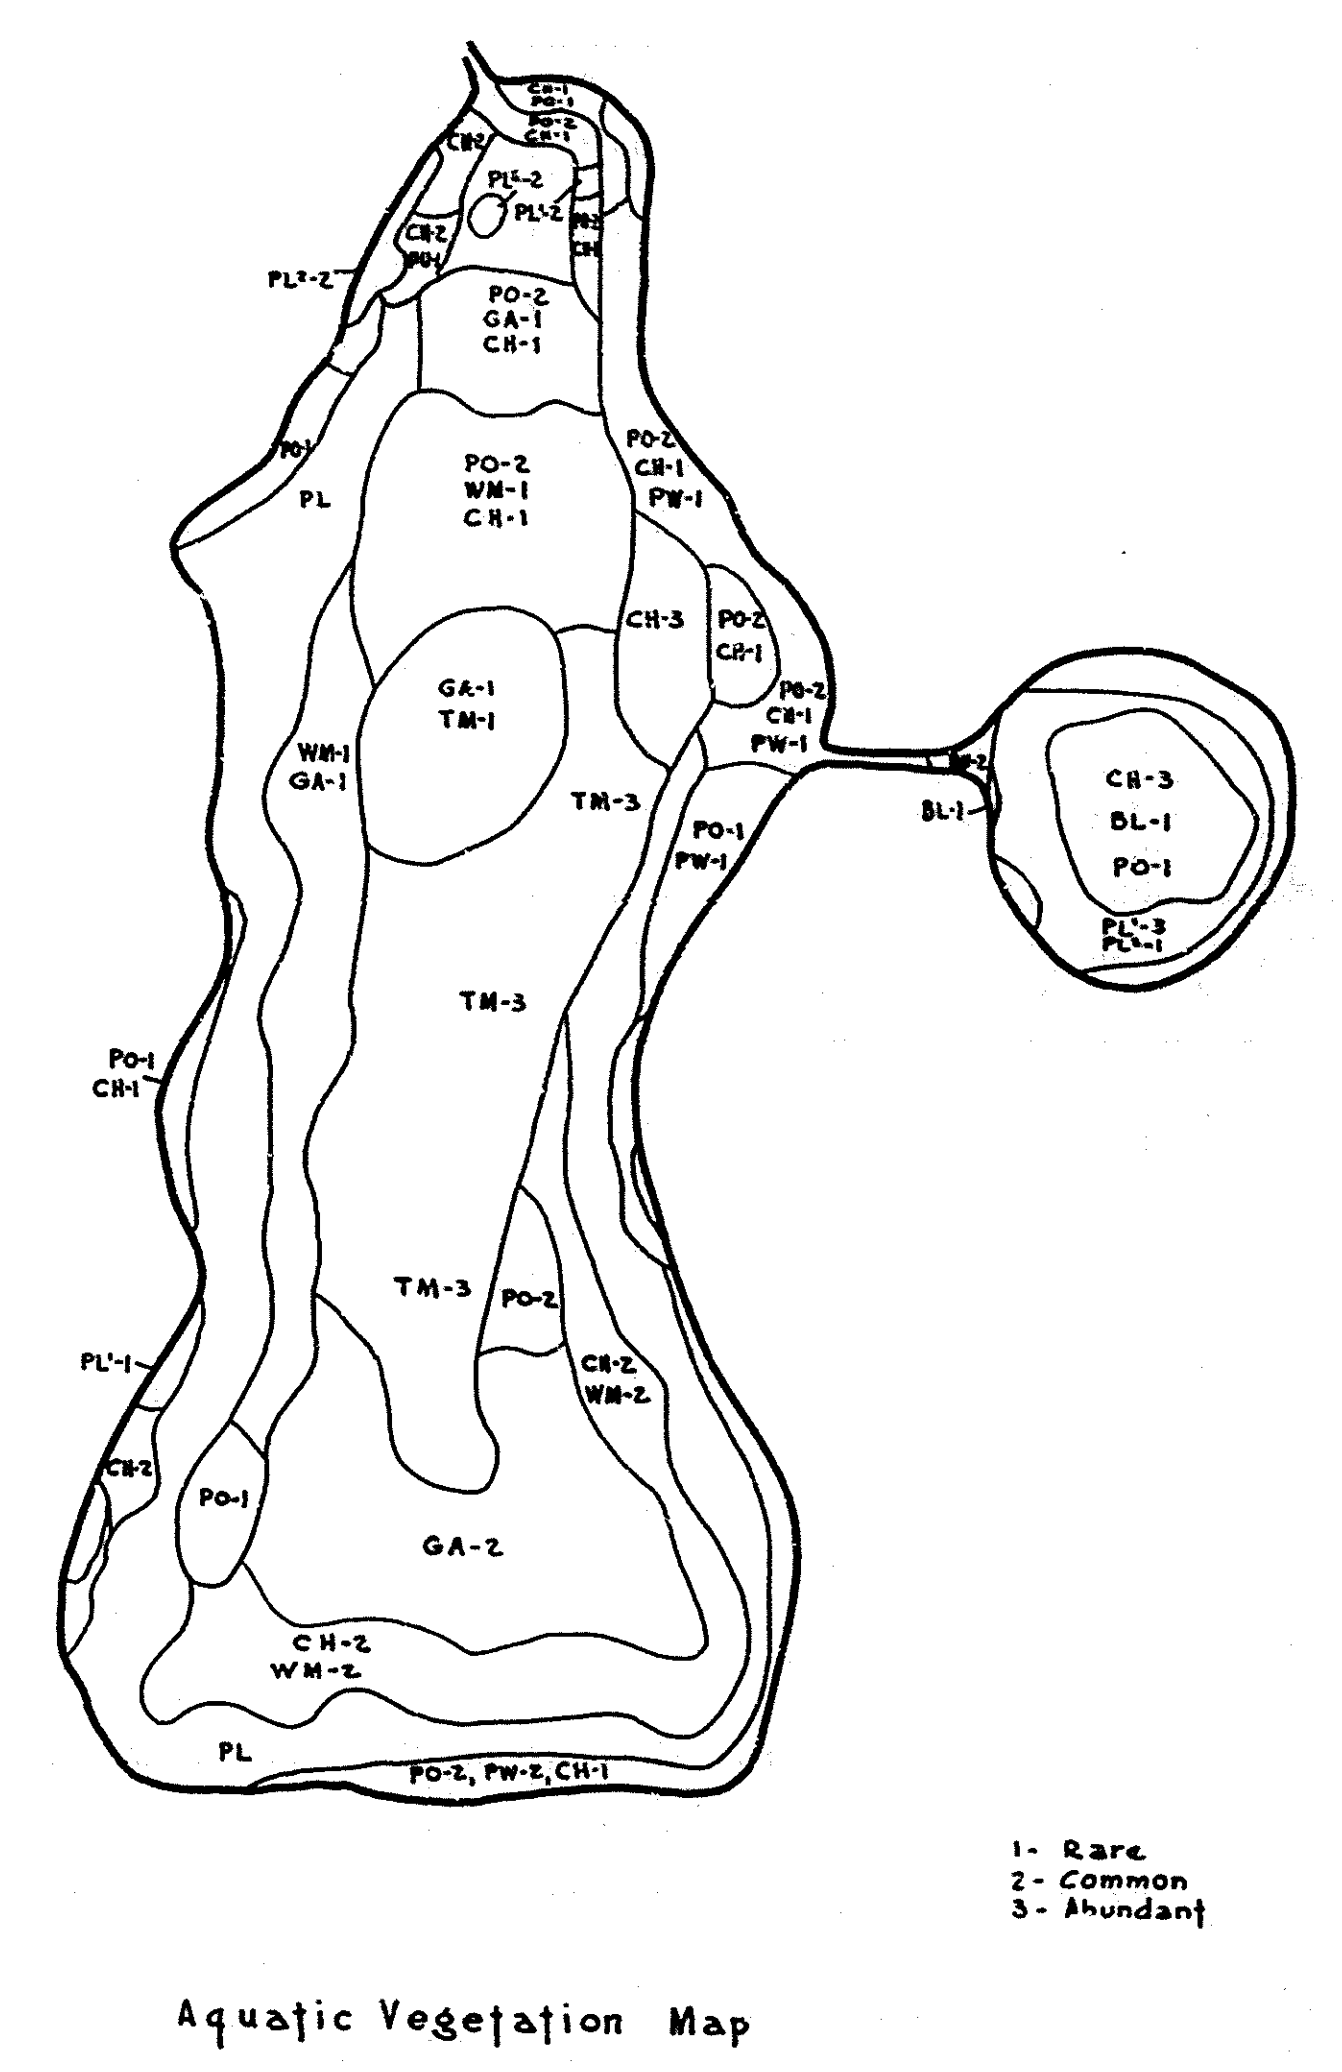 CH-1
PO-1
PO-2
CH-1
CH-2
PL²-2
PL¹-2
CH-2
PO-1
PO-2
CH-1
PL²-2
PO-2
GA-1
CH-1
PO-1
PL
PO-2
WM-1
CH-1
PO-2
CH-1
PW-1
CH-3
PO-2
CH-1
GA-1
TM-1
PO-2
CH-1
PW-1
WM-1
GA-1
TM-3
BL-1
CH-3
BL-1
PO-1
PO-1
PW-1
PL¹-3
PL²-1
TM-3
PO-1
CH-1
TM-3
PO-2
PL¹-1
CH-2
WM-2
CH-2
PO-1
GA-2
CH-2
WM-2
PL
PO-2, PW-2, CH-1
1- Rare
2- Common
3- Abundant
Aquatic Vegetation Map